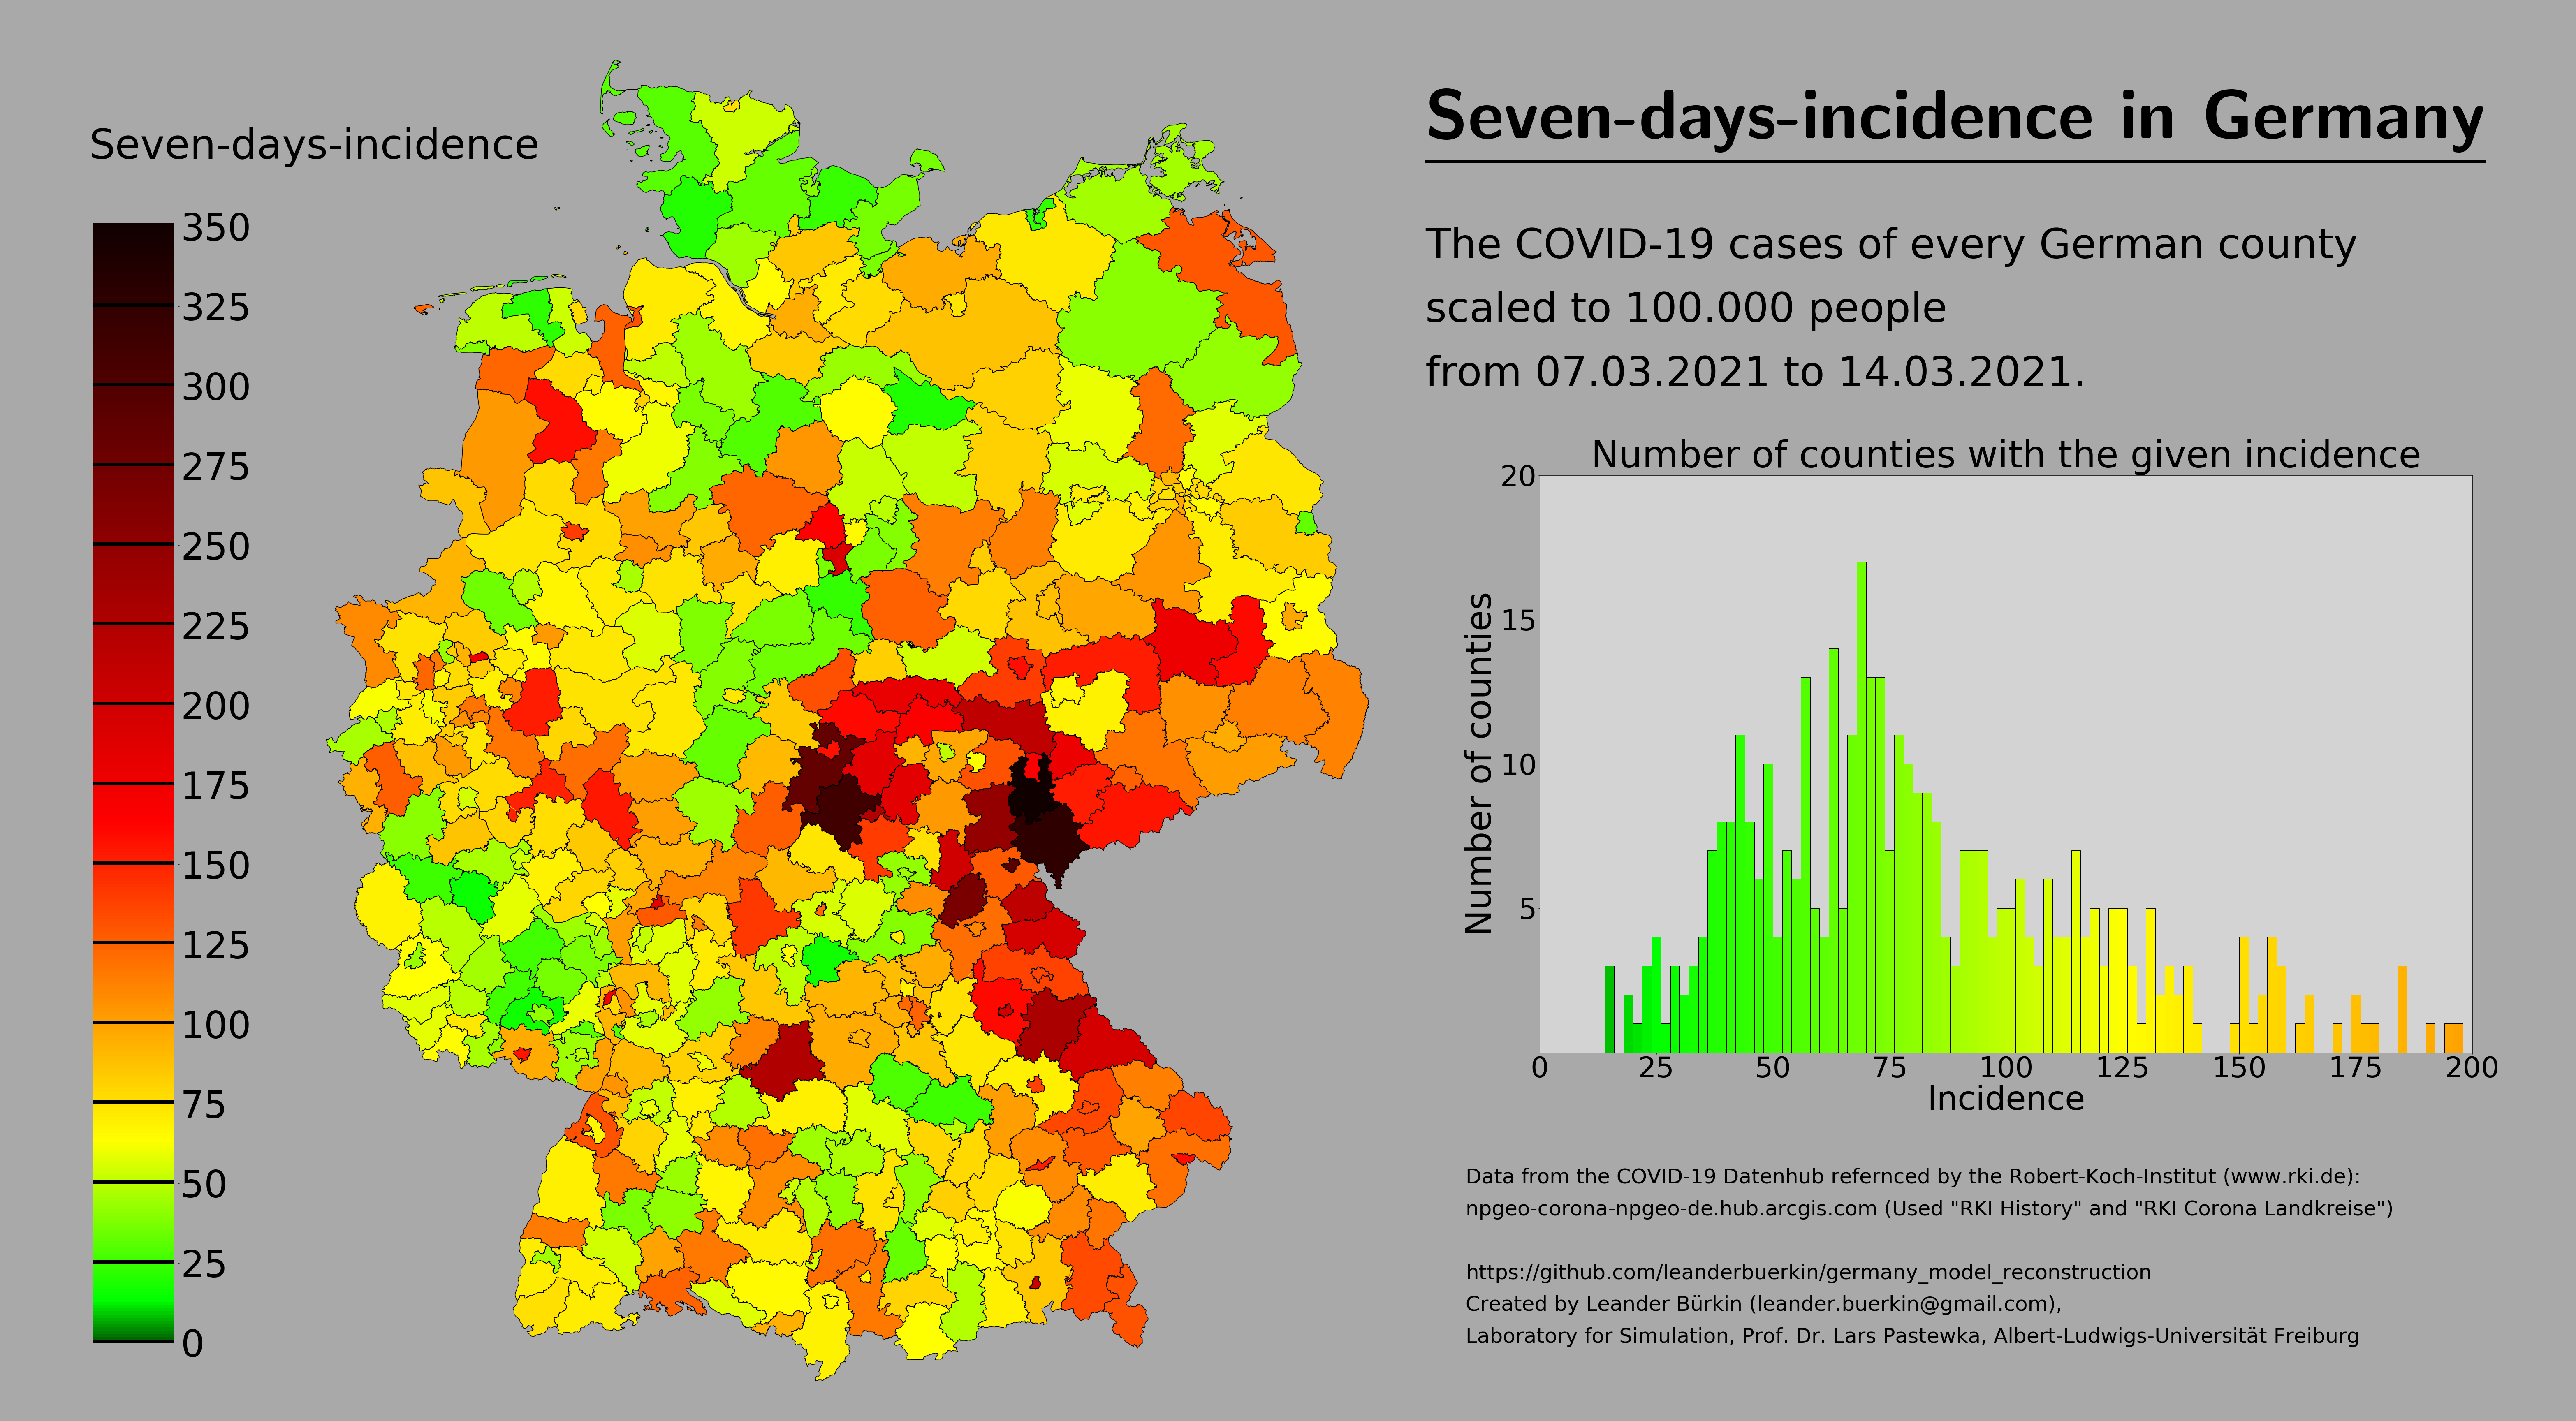 Seven-days-incidence in Germany
Seven-days-incidence
350
325
300
275
250
225
200
175
150
125
100
75
50
25
0
The COVID-19 cases of every German county
scaled to 100.000 people
from 07.03.2021 to 14.03.2021.
Number of counties with the given incidence
20
15
10
5
Number of counties
0 25 50 75 100 125 150 175 200
Incidence
Data from the COVID-19 Datenhub refernced by the Robert-Koch-Institut (www.rki.de):
npgeo-corona-npgeo-de.hub.arcgis.com (Used "RKI History" and "RKI Corona Landkreise")
https://github.com/leanderbuerkin/germany_model_reconstruction
Created by Leander Bürkin (leander.buerkin@gmail.com),
Laboratory for Simulation, Prof. Dr. Lars Pastewka, Albert-Ludwigs-Universität Freiburg